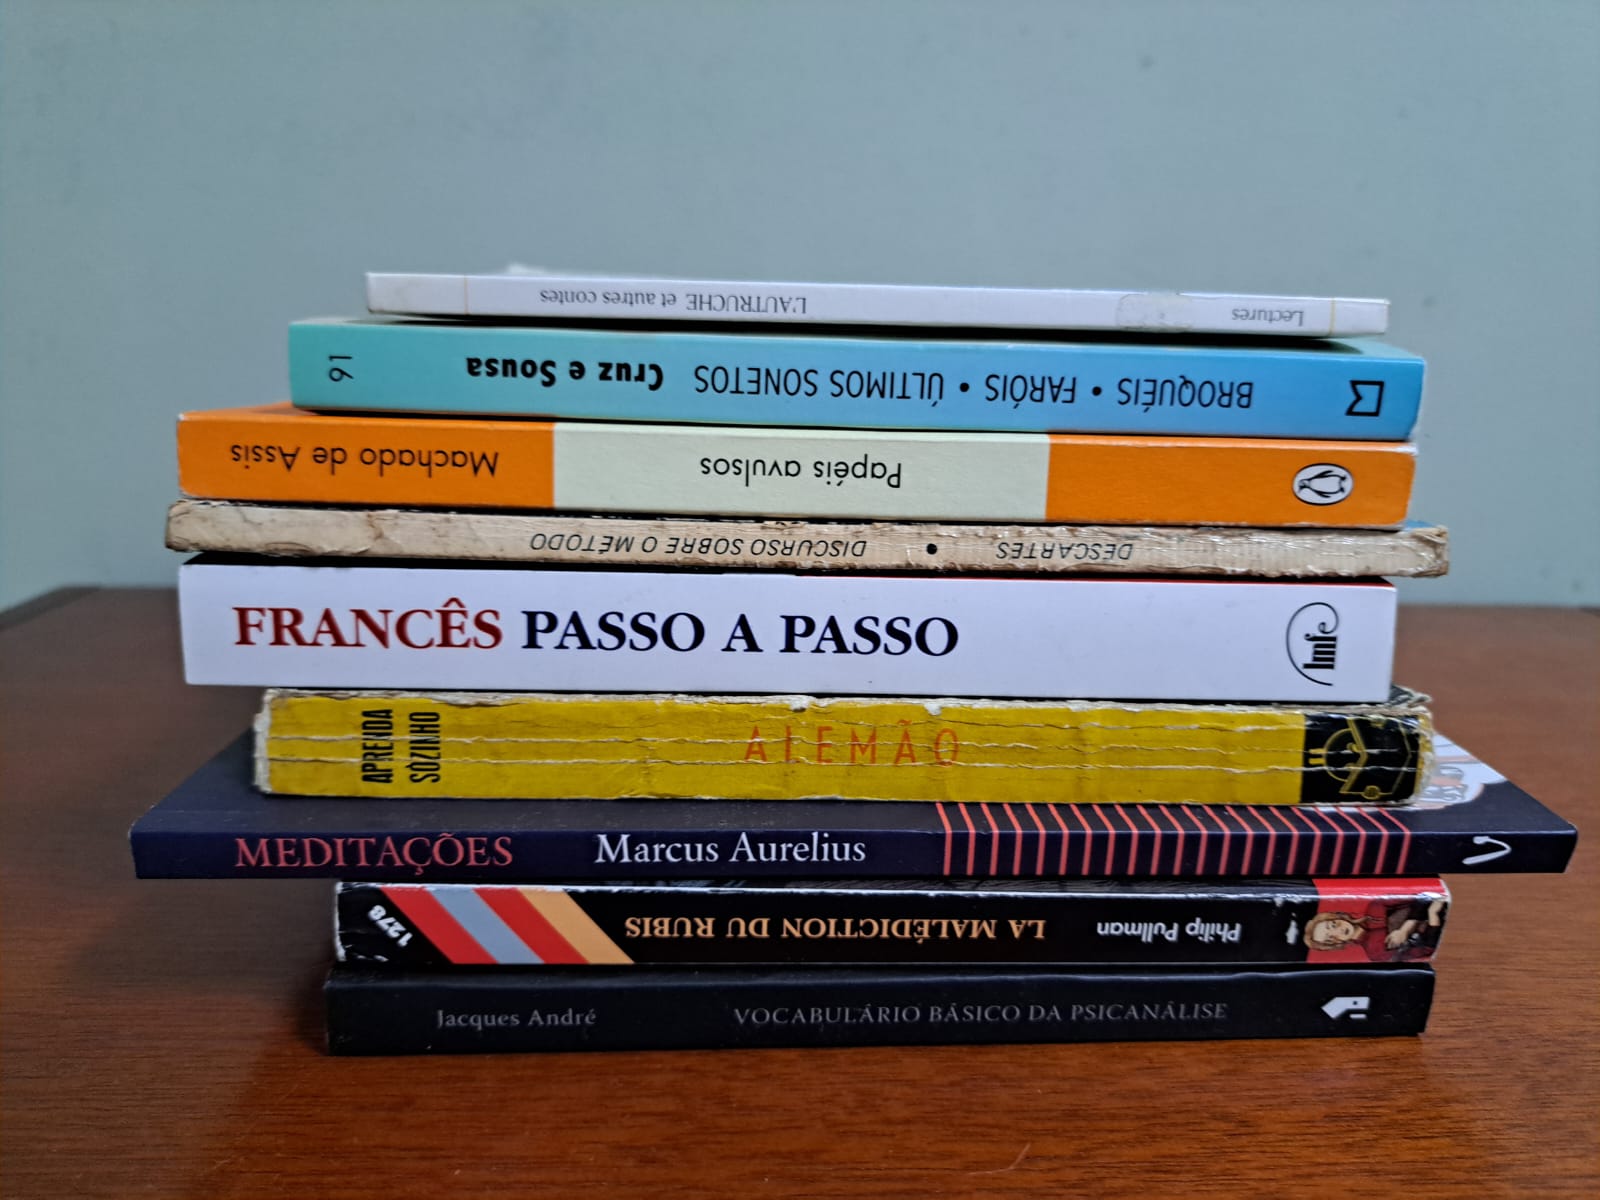 Lectures L'AUTRUCHE et autres contes
BROQUÉIS • FARÓIS • ÚLTIMOS SONETOS Cruz e Sousa 91
Papéis avulsos Machado de Assis
DESCARTES • DISCURSO SOBRE O MÉTODO
FRANCÊS PASSO A PASSO lmfe
APRENDA
SÒZINHO
ALEMÃO
MEDITAÇÕES Marcus Aurelius
Philip Pullman LA MALÉDICTION DU RUBIS 1278
Jacques André VOCABULÁRIO BÁSICO DA PSICANÁLISE